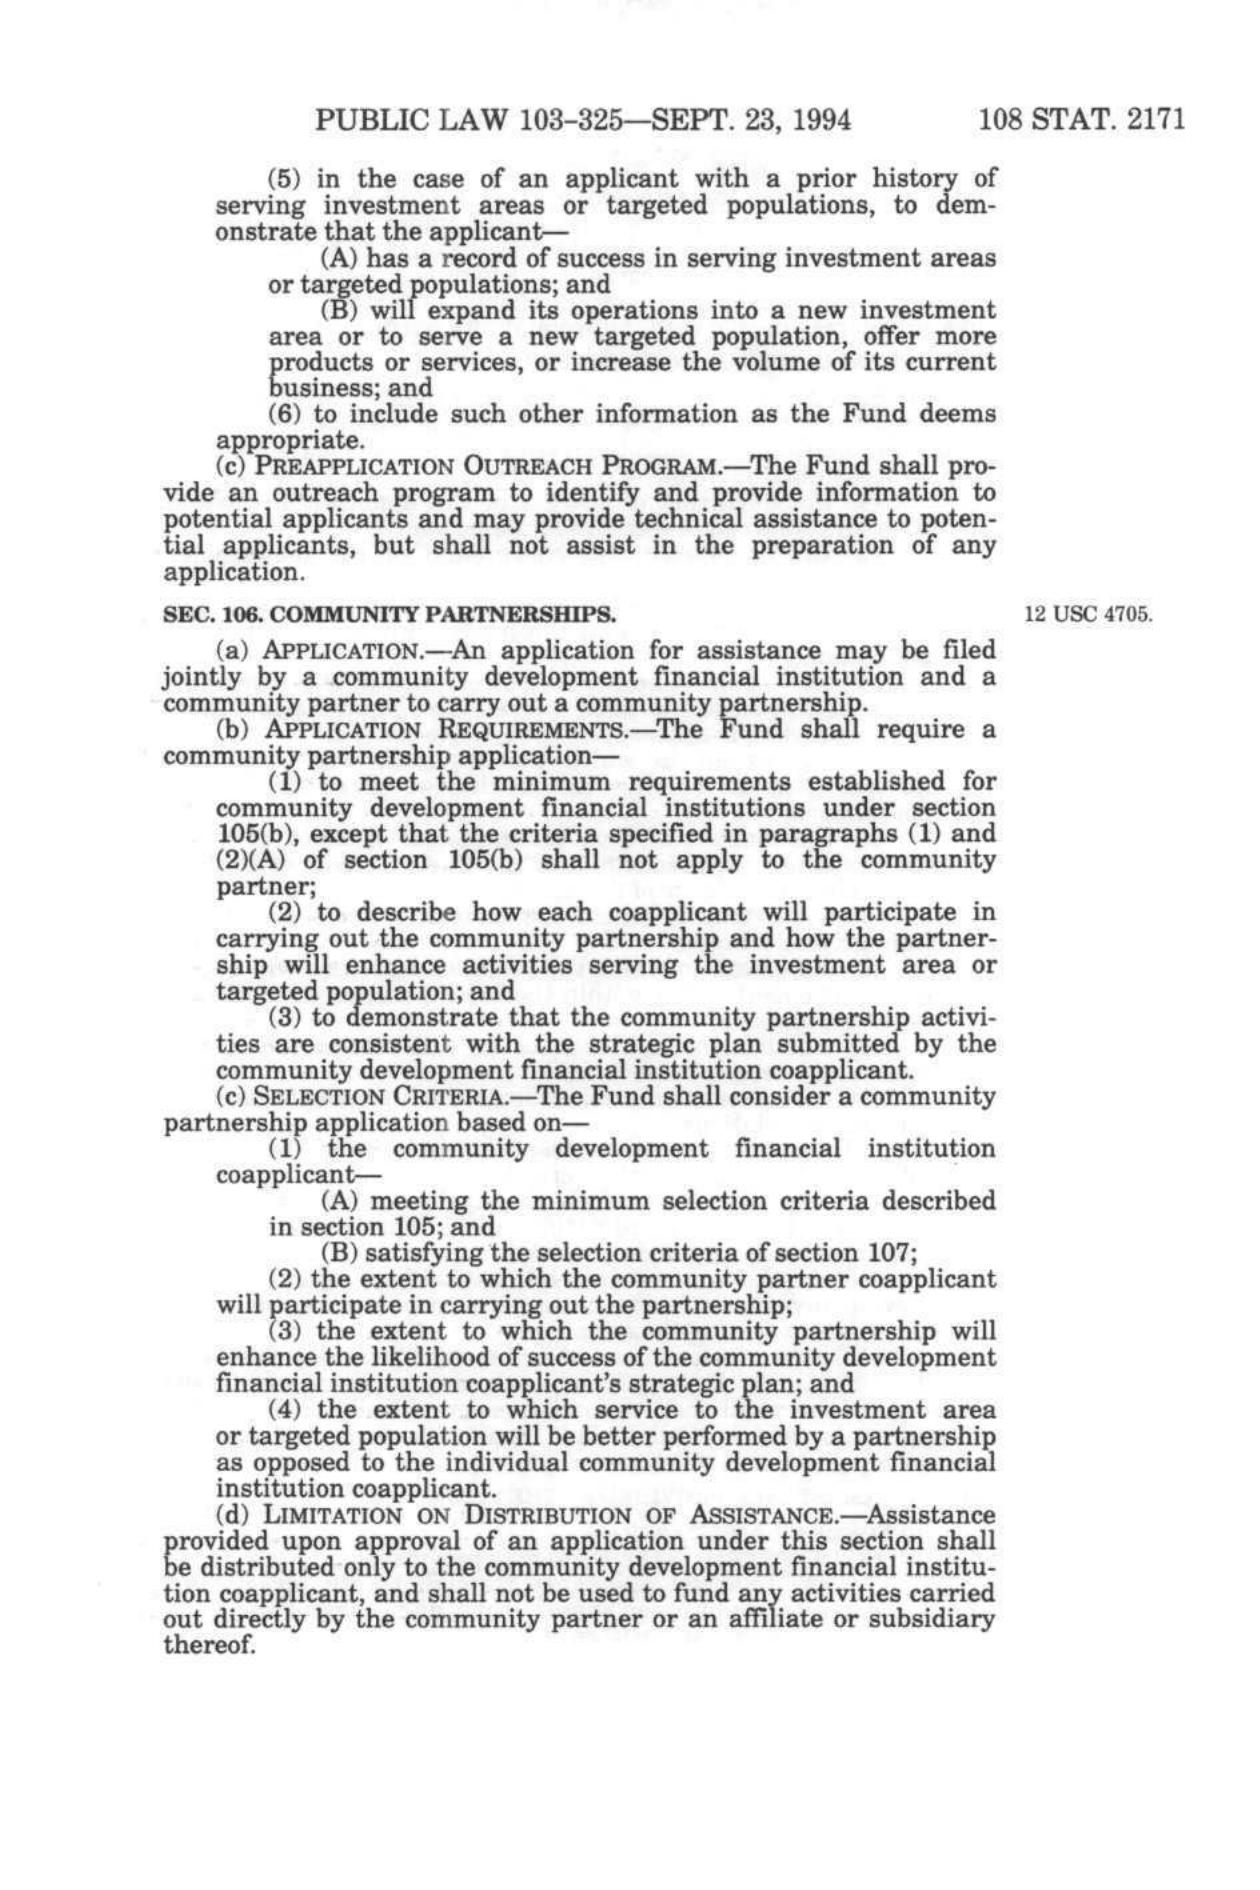 PUBLIC LAW 103–325—SEPT. 23, 1994 108 STAT. 2171
(5) in the case of an applicant with a prior history of
serving investment areas or targeted populations, to dem-
onstrate that the applicant—
(A) has a record of success in serving investment areas
or targeted populations; and
(B) will expand its operations into a new investment
area or to serve a new targeted population, offer more
products or services, or increase the volume of its current
business; and
(6) to include such other information as the Fund deems
appropriate.
(c) PREAPPLICATION OUTREACH PROGRAM.—The Fund shall pro-
vide an outreach program to identify and provide information to
potential applicants and may provide technical assistance to poten-
tial applicants, but shall not assist in the preparation of any
application.
SEC. 106. COMMUNITY PARTNERSHIPS. 12 USC 4705.
(a) APPLICATION.—An application for assistance may be filed
jointly by a community development financial institution and a
community partner to carry out a community partnership.
(b) APPLICATION REQUIREMENTS.—The Fund shall require a
community partnership application—
(1) to meet the minimum requirements established for
community development financial institutions under section
105(b), except that the criteria specified in paragraphs (1) and
(2)(A) of section 105(b) shall not apply to the community
partner;
(2) to describe how each coapplicant will participate in
carrying out the community partnership and how the partner-
ship will enhance activities serving the investment area or
targeted population; and
(3) to demonstrate that the community partnership activi-
ties are consistent with the strategic plan submitted by the
community development financial institution coapplicant.
(c) SELECTION CRITERIA.—The Fund shall consider a community
partnership application based on—
(1) the community development financial institution
coapplicant—
(A) meeting the minimum selection criteria described
in section 105; and
(B) satisfying the selection criteria of section 107;
(2) the extent to which the community partner coapplicant
will participate in carrying out the partnership;
(3) the extent to which the community partnership will
enhance the likelihood of success of the community development
financial institution coapplicant's strategic plan; and
(4) the extent to which service to the investment area
or targeted population will be better performed by a partnership
as opposed to the individual community development financial
institution coapplicant.
(d) LIMITATION ON DISTRIBUTION OF ASSISTANCE.—Assistance
provided upon approval of an application under this section shall
be distributed only to the community development financial institu-
tion coapplicant, and shall not be used to fund any activities carried
out directly by the community partner or an affiliate or subsidiary
thereof.